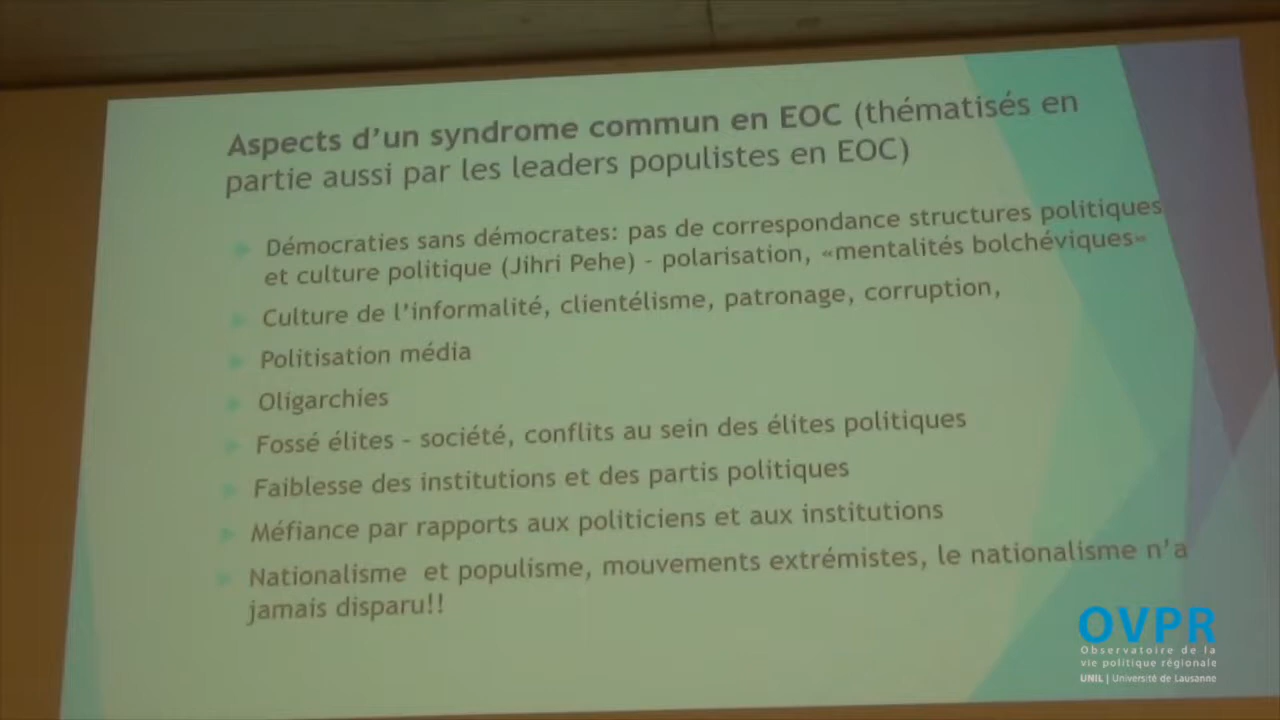 Aspects d'un syndrome commun en EOC (thématisés en
partie aussi par les leaders populistes en EOC)
Démocraties sans démocrates: pas de correspondance structures politiques
et culture politique (Jihri Pehe) - polarisation, «mentalités bolchéviques»
Culture de l'informalité, clientélisme, patronage, corruption,
Politisation média
Oligarchies
Fossé élites - société, conflits au sein des élites politiques
Faiblesse des institutions et des partis politiques
Méfiance par rapports aux politiciens et aux institutions
Nationalisme et populisme, mouvements extrémistes, le nationalisme n'a
jamais disparu!!
OVPR
Observatoire de la
vie politique régionale
UNIL | Université de Lausanne